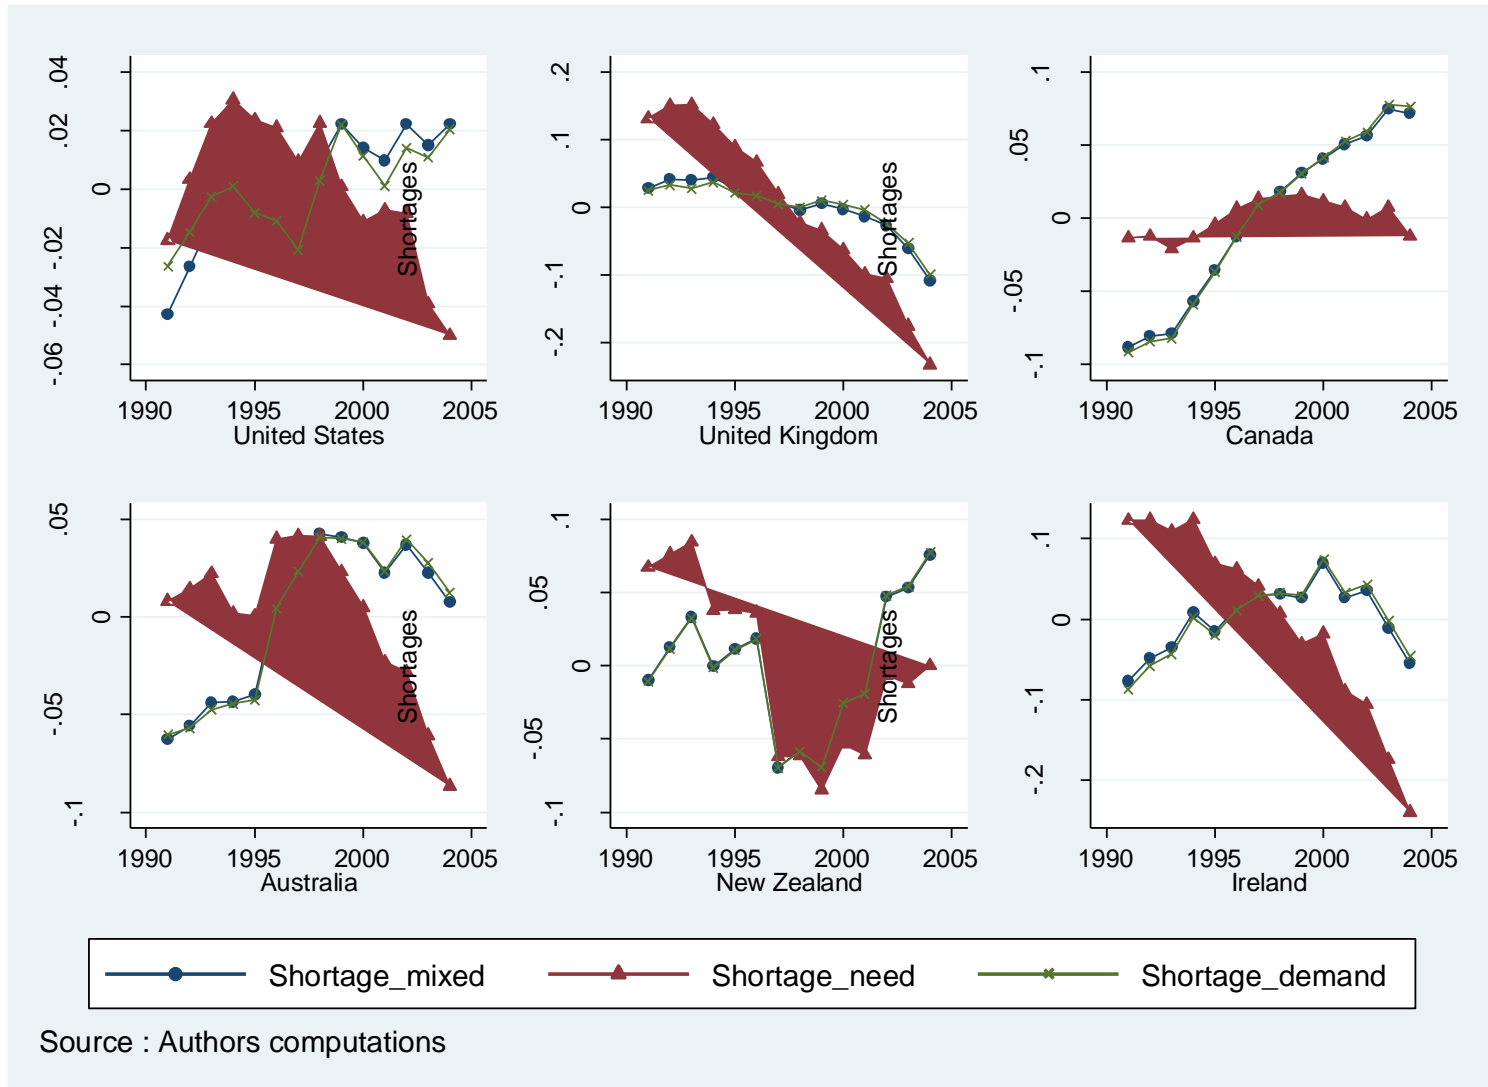 .04
.02
0
-.02
-.04
-.06
1990 1995 2000 2005
United States
Shortages
.2
.1
0
-.1
-.2
1990 1995 2000 2005
United Kingdom
Shortages
.1
.05
0
-.05
-.1
1990 1995 2000 2005
Canada
.05
0
-.05
-.1
1990 1995 2000 2005
Australia
Shortages
.1
.05
0
-.05
-.1
1990 1995 2000 2005
New Zealand
Shortages
.1
0
-.1
-.2
1990 1995 2000 2005
Ireland
Shortage_mixed Shortage_need Shortage_demand
Source : Authors computations